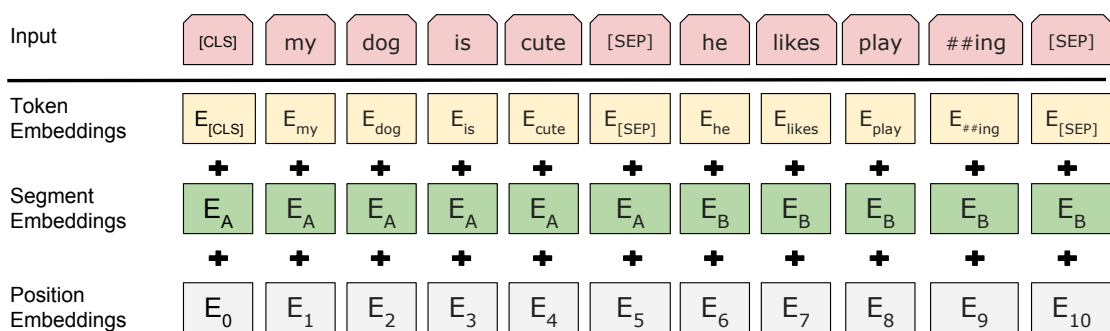 Input [CLS] my dog is cute [SEP] he likes play ##ing [SEP]
Token Embeddings E[CLS] Emy Edog Eis Ecute E[SEP] Ehe Elikes Eplay E##ing E[SEP]
+ + + + + + + + + + +
Segment Embeddings EA EA EA EA EA EA EB EB EB EB EB
+ + + + + + + + + + +
Position Embeddings E0 E1 E2 E3 E4 E5 E6 E7 E8 E9 E10